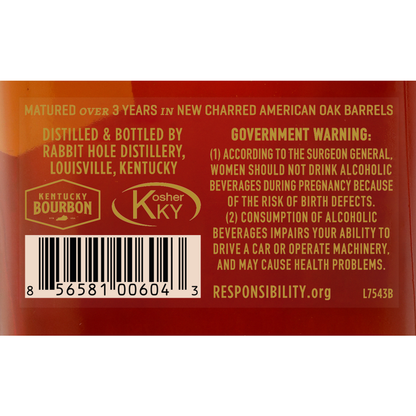 MATURED OVER 3 YEARS IN NEW CHARRED AMERICAN OAK BARRELS
DISTILLED & BOTTLED BY
RABBIT HOLE DISTILLERY,
LOUISVILLE, KENTUCKY
KENTUCKY
BOURBON
Kosher
KKY
8 56581 00604 3
GOVERNMENT WARNING:
(1) ACCORDING TO THE SURGEON GENERAL,
WOMEN SHOULD NOT DRINK ALCOHOLIC
BEVERAGES DURING PREGNANCY BECAUSE
OF THE RISK OF BIRTH DEFECTS.
(2) CONSUMPTION OF ALCOHOLIC
BEVERAGES IMPAIRS YOUR ABILITY TO
DRIVE A CAR OR OPERATE MACHINERY,
AND MAY CAUSE HEALTH PROBLEMS.
RESPONSIBILITY.org L7543B